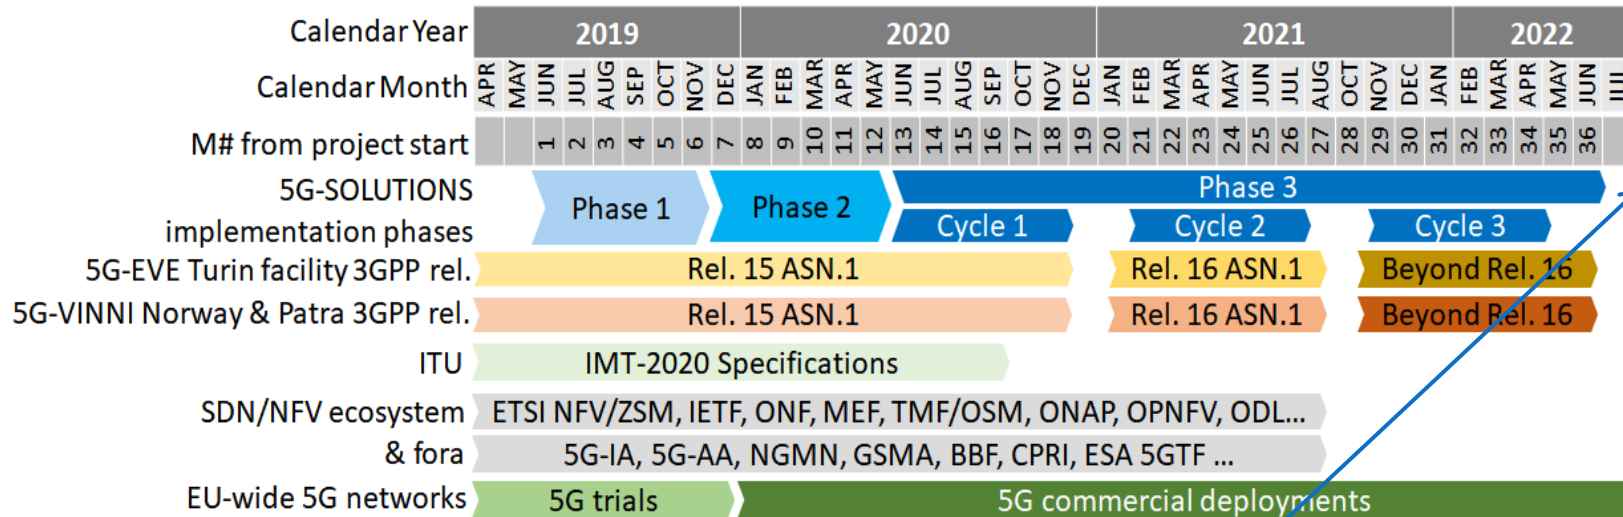 Calendar Year 2019 2020 2021 2022
Calendar Month APR MAY JUN JUL AUG SEP OCT NOV DEC JAN FEB MAR APR MAY JUN JUL AUG SEP OCT NOV DEC JAN FEB MAR APR MAY JUN JUL AUG OCT NOV DEC JAN FEB MAR APR MAY JUN JUL
M# from project start 1 2 3 4 5 6 7 8 9 10 11 12 13 14 15 16 17 18 19 20 21 22 23 24 25 26 27 28 29 30 31 32 33 34 35 36
5G-SOLUTIONS Phase 3
Phase 1 Phase 2
implementation phases Cycle 1 Cycle 2 Cycle 3
5G-EVE Turin facility 3GPP rel. Rel. 15 ASN.1 Rel. 16 ASN.1 Beyond Rel. 16
5G-VINNI Norway & Patra 3GPP rel. Rel. 15 ASN.1 Rel. 16 ASN.1 Beyond Rel. 16
ITU IMT-2020 Specifications
SDN/NFV ecosystem ETSI NFV/ZSM, IETF, ONF, MEF, TMF/OSM, ONAP, OPNFV, ODL...
& fora 5G-IA, 5G-AA, NGMN, GSMA, BBF, CPRI, ESA 5GTF ...
EU-wide 5G networks 5G trials 5G commercial deployments